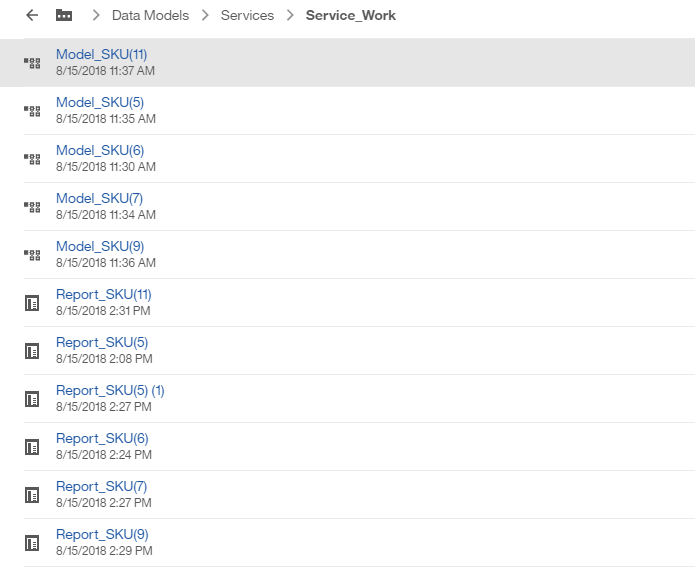 Data Models Services Service_Work
Model_SKU(11)
8/15/2018 11:37 AM
Model_SKU(5)
8/15/2018 11:35 AM
Model_SKU(6)
8/15/2018 11:30 AM
Model_SKU(7)
8/15/2018 11:34 AM
Model_SKU(9)
8/15/2018 11:36 AM
Report_SKU(11)
8/15/2018 2:31 PM
Report_SKU(5)
8/15/2018 2:08 PM
Report_SKU(5) (1)
8/15/2018 2:27 PM
Report_SKU(6)
8/15/2018 2:24 PM
Report_SKU(7)
8/15/2018 2:27 PM
Report_SKU(9)
8/15/2018 2:29 PM